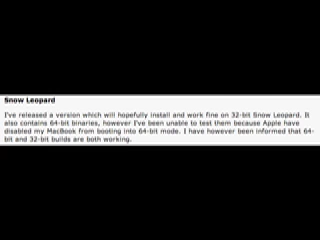 Snow Leopard
I've released a version which will hopefully install and work fine on 32-bit Snow Leopard. It
also contains 64-bit binaries, however I've been unable to test them because Apple have
disabled my MacBook from booting into 64-bit mode. I have however been informed that 64-
bit and 32-bit builds are both working.